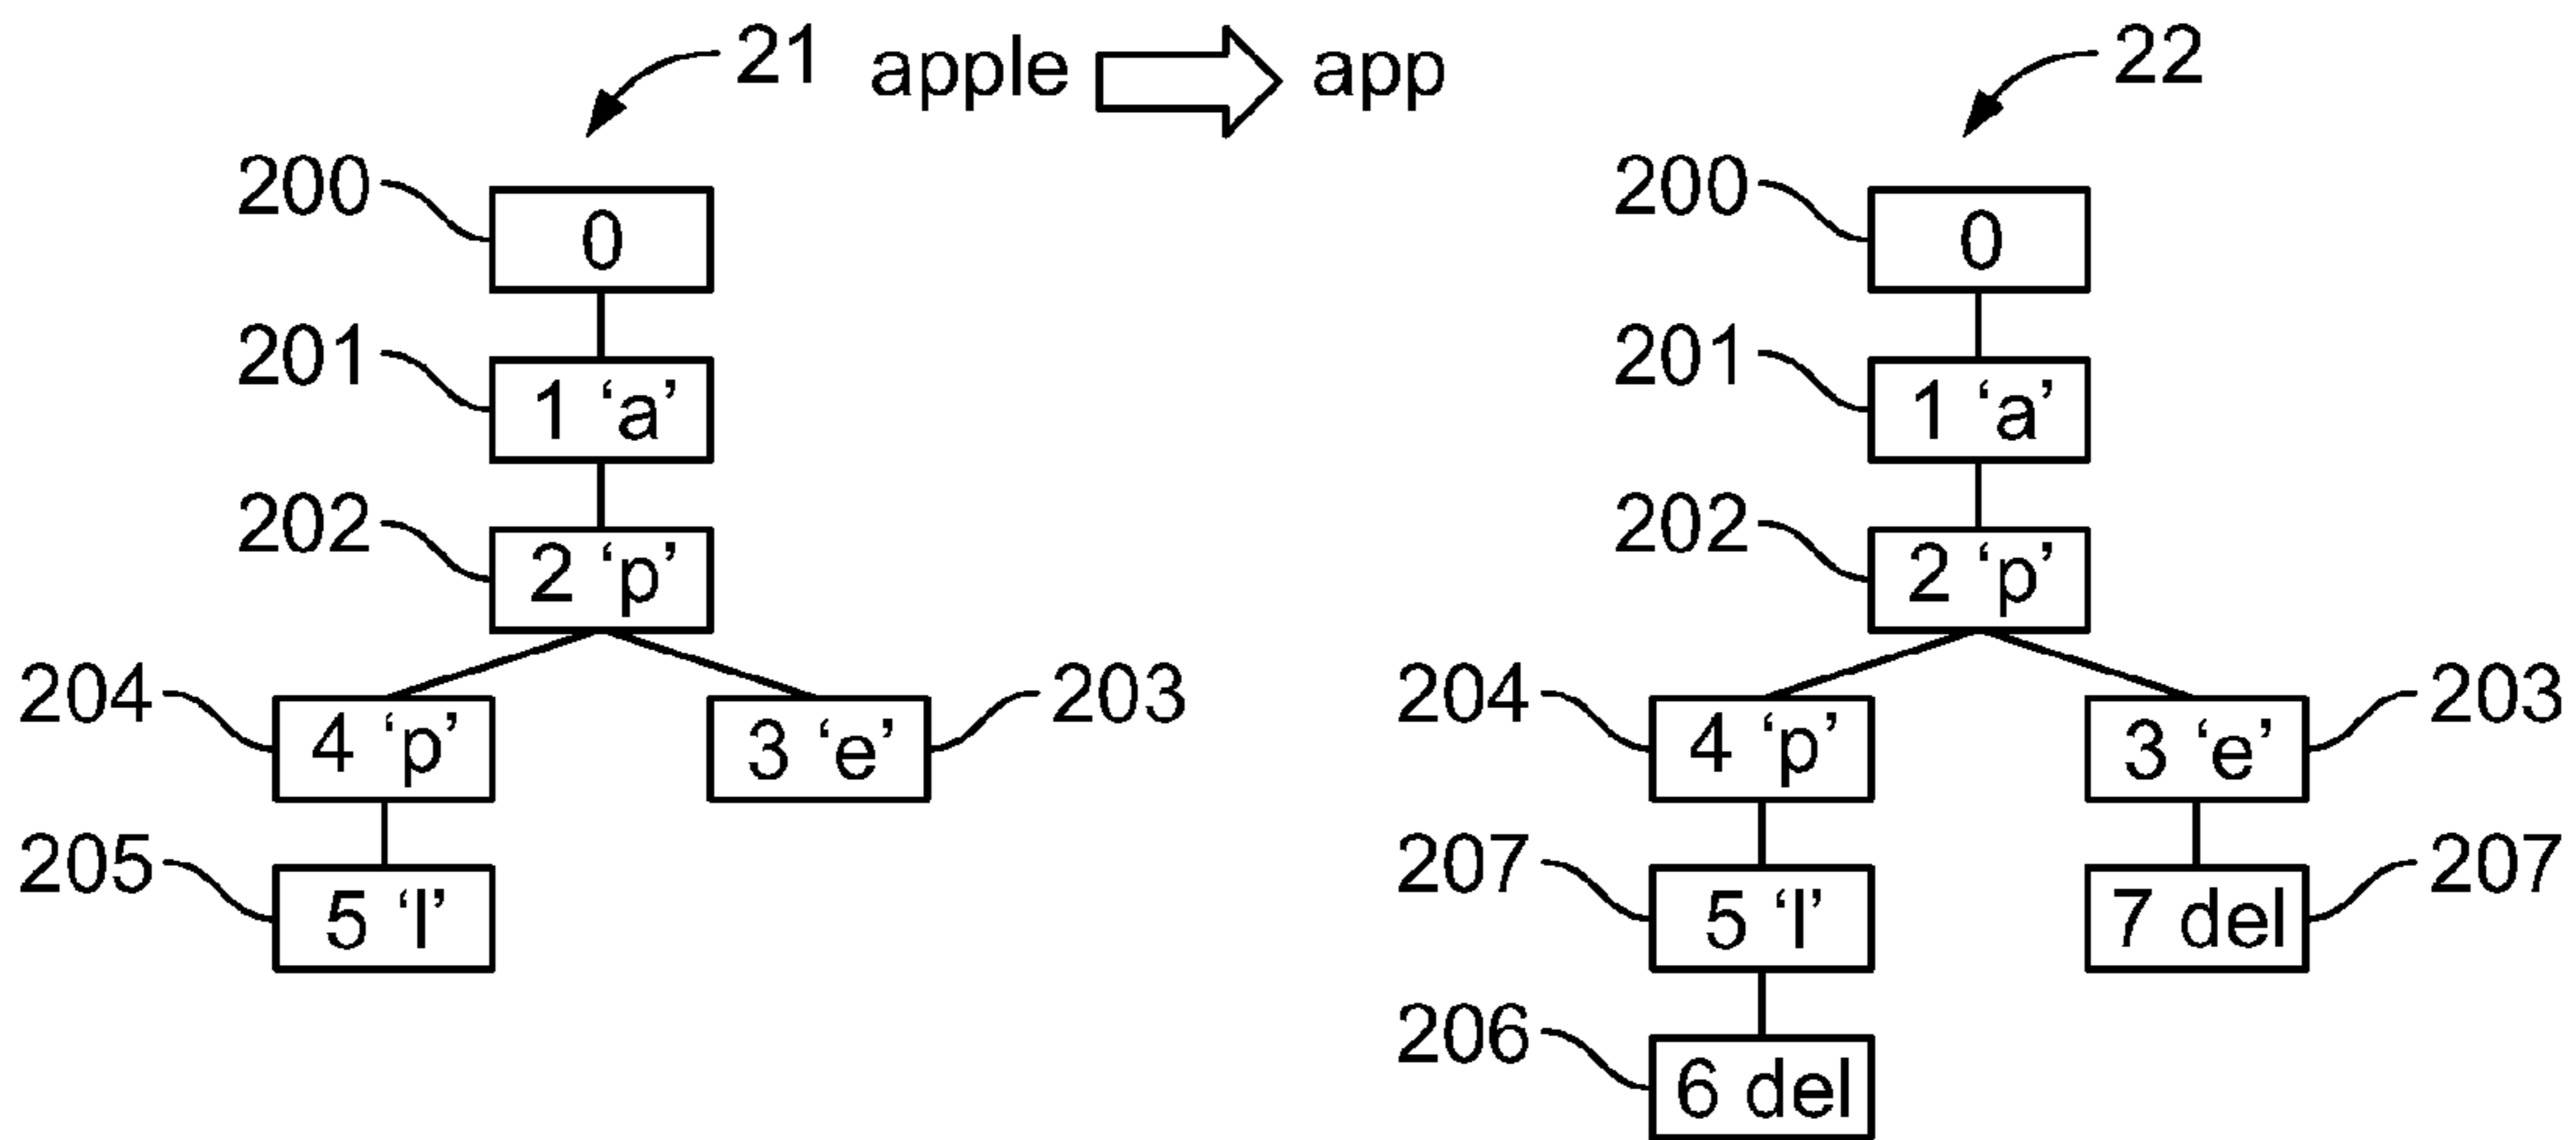 21 apple app 22
200 0 200 0
201 1 ‘a’ 201 1 ‘a’
202 2 ‘p’ 202 2 ‘p’
204 4 ‘p’ 3 ‘e’ 203 204 4 ‘p’ 3 ‘e’ 203
205 5 ‘l’ 207 5 ‘l’ 7 del 207
206 6 del